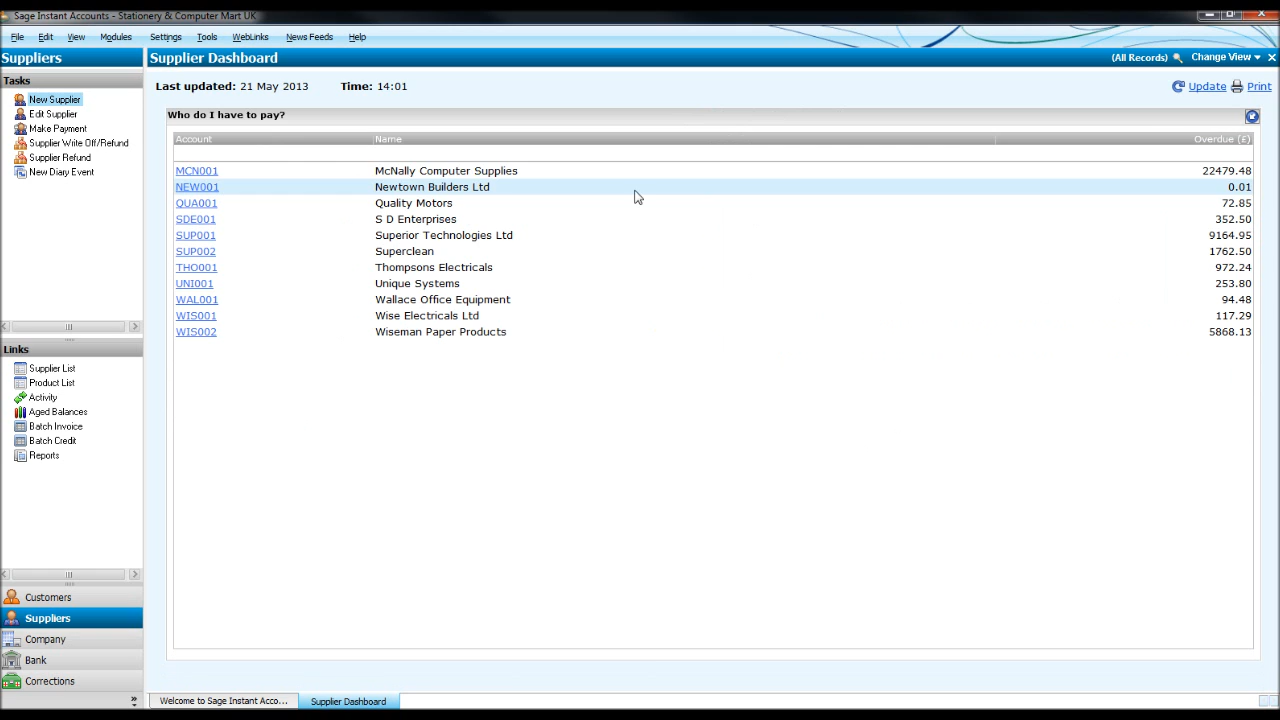 Sage Instant Accounts - Stationery & Computer Mart UK
File Edit View Modules Settings Tools WebLinks News Feeds Help
Suppliers
Supplier Dashboard
(All Records) Change View
Tasks
New Supplier
Edit Supplier
Make Payment
Supplier Write Off/Refund
Supplier Refund
New Diary Event
Links
Supplier List
Product List
Activity
Aged Balances
Batch Invoice
Batch Credit
Reports
Customers
Suppliers
Company
Bank
Corrections
Last updated: 21 May 2013 Time: 14:01
Update Print
Who do I have to pay?
Account Name Overdue (£)
MCN001 McNally Computer Supplies 22479.48
NEW001 Newtown Builders Ltd 0.01
QUA001 Quality Motors 72.85
SDE001 S D Enterprises 352.50
SUP001 Superior Technologies Ltd 9164.95
SUP002 Superclean 1762.50
THO001 Thompsons Electricals 972.24
UNI001 Unique Systems 253.80
WAL001 Wallace Office Equipment 94.48
WIS001 Wise Electricals Ltd 117.29
WIS002 Wiseman Paper Products 5868.13
Welcome to Sage Instant Acco... Supplier Dashboard